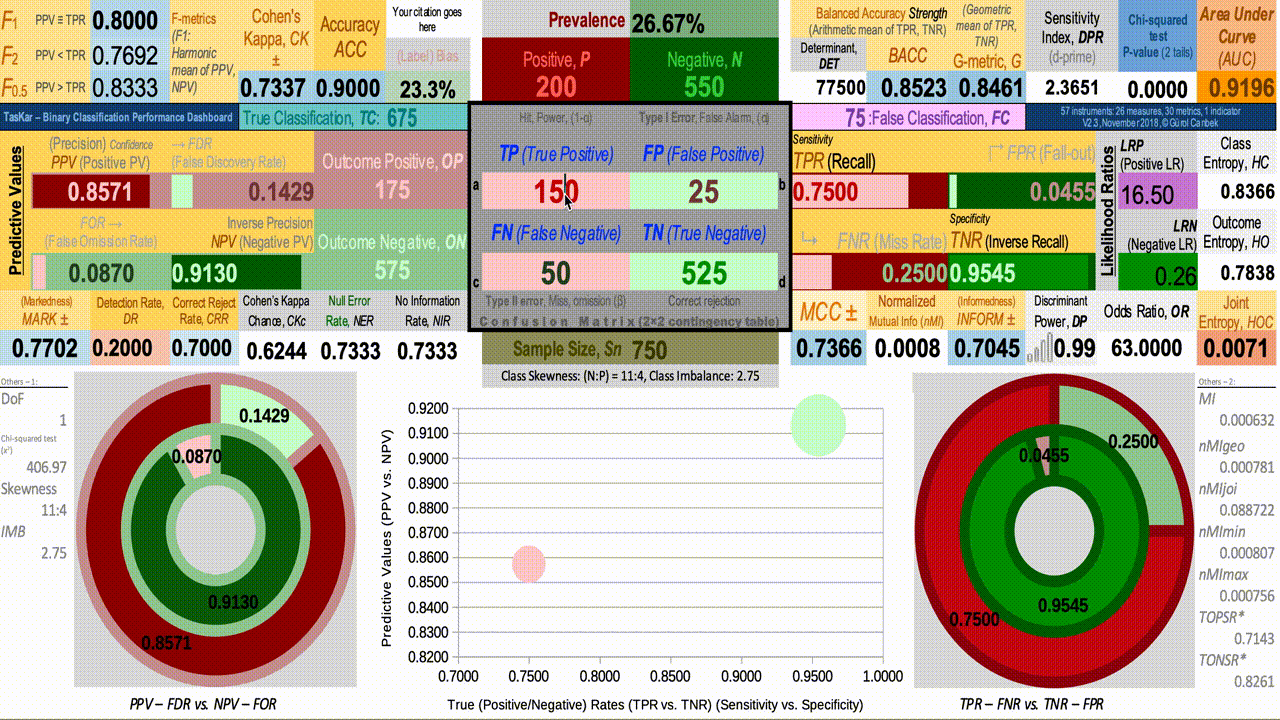 F1 PPV ≡ TPR 0.8000
F2 PPV < TPR 0.7692
F0.5 PPV > TPR 0.8333
F-metrics
(F1:
Harmonic
mean of PPV,
NPV)
Cohen's
Kappa, CK
±
0.7337
Accuracy
ACC
0.9000
Your citation goes
here
(Label) Bias
23.3%
Prevalence 26.67%
Positive, P
200
Negative, N
550
Balanced Accuracy Strength
(Arithmetic mean of TPR, TNR)
Determinant,
DET
77500
BACC
0.8523
(Geometric
mean of TPR,
TNR)
G-metric, G
0.8461
Sensitivity
Index, DPR
(d-prime)
2.3651
Chi-squared
test
P-value (2 tails)
0.0000
Area Under
Curve
(AUC)
0.9196
TasKar – Binary Classification Performance Dashboard
True Classification, TC: 675
75 :False Classification, FC
57 instruments: 26 measures, 30 metrics, 1 indicator
V2.3, November 2018, © Gürol Canbek
Predictive Values
(Precision) Confidence
PPV (Positive PV)
0.8571
→ FDR
(False Discovery Rate)
0.1429
Outcome Positive, OP
175
FOR →
(False Omission Rate)
0.0870
Inverse Precision
NPV (Negative PV)
0.9130
Outcome Negative, ON
575
Hit, Power, (1-α)
Type I Error, False Alarm, (α)
TP (True Positive)
FP (False Positive)
a 150
25 b
FN (False Negative)
TN (True Negative)
c 50
525 d
Type II error, Miss, omission (β)
Correct rejection
Confusion Matrix (2×2 contingency table)
Sample Size, Sn 750
Class Skewness: (N:P) = 11:4, Class Imbalance: 2.75
Sensitivity
TPR (Recall)
0.7500
FPR (Fall-out)
0.0455
FNR (Miss Rate)
0.2500
Specificity
TNR (Inverse Recall)
0.9545
Likelihood Ratios
LRP
(Positive LR)
16.50
LRN
(Negative LR)
0.26
Class
Entropy, HC
0.8366
Outcome
Entropy, HO
0.7838
(Markedness)
MARK ±
0.7702
Detection Rate,
DR
0.2000
Correct Reject
Rate, CRR
0.7000
Cohen's Kappa
Chance, CKc
0.6244
Null Error
Rate, NER
0.7333
No Information
Rate, NIR
0.7333
MCC ±
0.7366
Normalized
Mutual Info (nMI)
0.0008
(Informedness)
INFORM ±
0.7045
Discriminant
Power, DP
0.99
Odds Ratio, OR
63.0000
Joint
Entropy, HOC
0.0071
Others – 1:
DoF
1
Chi-squared test
(x²)
406.97
Skewness
11:4
IMB
2.75
0.1429
0.0870
0.9130
0.8571
PPV – FDR vs. NPV – FOR
Predictive Values (PPV vs. NPV)
0.9200
0.9100
0.9000
0.8900
0.8800
0.8700
0.8600
0.8500
0.8400
0.8300
0.8200
0.7000 0.7500 0.8000 0.8500 0.9000 0.9500 1.0000
True (Positive/Negative) Rates (TPR vs. TNR) (Sensitivity vs. Specificity)
0.2500
0.0455
0.9545
0.7500
TPR – FNR vs. TNR – FPR
Others – 2:
MI
0.000632
nMIgeo
0.000781
nMIjoi
0.088722
nMImin
0.000807
nMImax
0.000756
TOPSR*
0.7143
TONSR*
0.8261